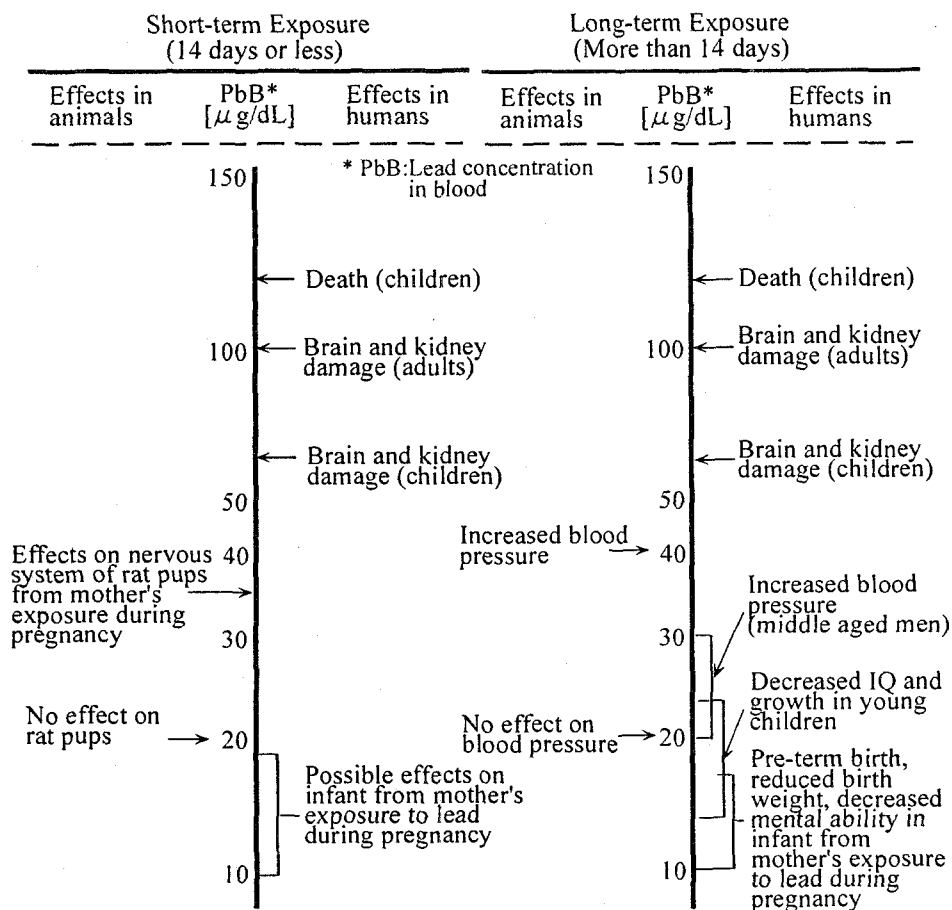 Short-term Exposure
(14 days or less)
Effects in
animals
PbB*
[μg/dL]
Effects in
humans
* PbB:Lead concentration
in blood
150
100
50
40
30
20
10
Death (children)
Brain and kidney
damage (adults)
Brain and kidney
damage (children)
Effects on nervous
system of rat pups
from mother's
exposure during
pregnancy
No effect on
rat pups
Possible effects on
infant from mother's
exposure to lead
during pregnancy
Long-term Exposure
(More than 14 days)
Effects in
animals
PbB*
[μg/dL]
Effects in
humans
150
100
50
40
30
20
10
Death (children)
Brain and kidney
damage (adults)
Brain and kidney
damage (children)
Increased blood
pressure
Increased blood
pressure
(middle aged men)
Decreased IQ and
growth in young
children
No effect on
blood pressure
Pre-term birth,
reduced birth
weight, decreased
mental ability in
infant from
mother's exposure
to lead during
pregnancy